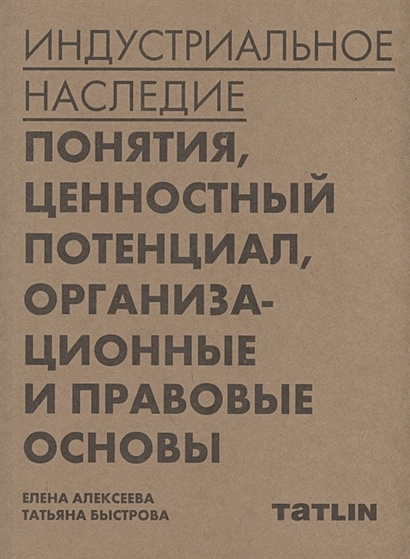 ИНДУСТРИАЛЬНОЕ
НАСЛЕДИЕ
ПОНЯТИЯ,
ЦЕННОСТНЫЙ
ПОТЕНЦИАЛ,
ОРГАНИЗА-
ЦИОННЫЕ
И ПРАВОВЫЕ
ОСНОВЫ
ЕЛЕНА АЛЕКСЕЕВА
ТАТЬЯНА БЫСТРОВА
TATLIN